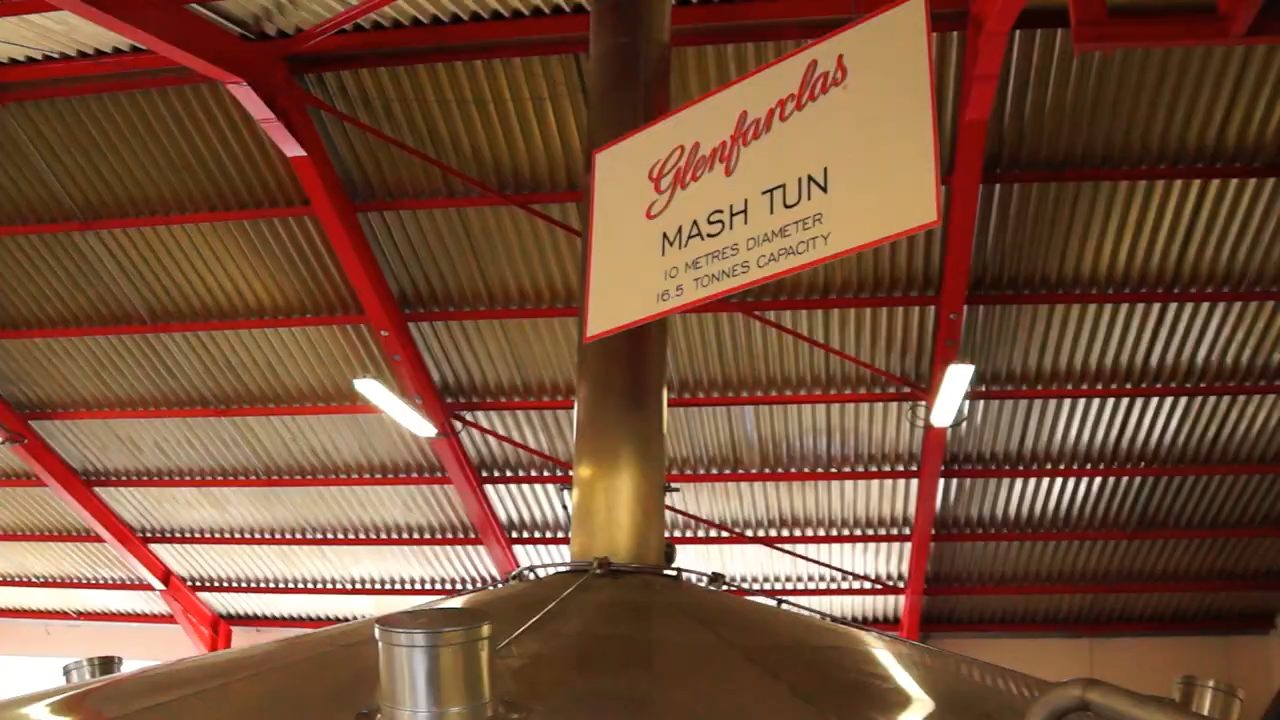 Glenfarclas
MASH TUN
10 METRES DIAMETER
16.5 TONNES CAPACITY